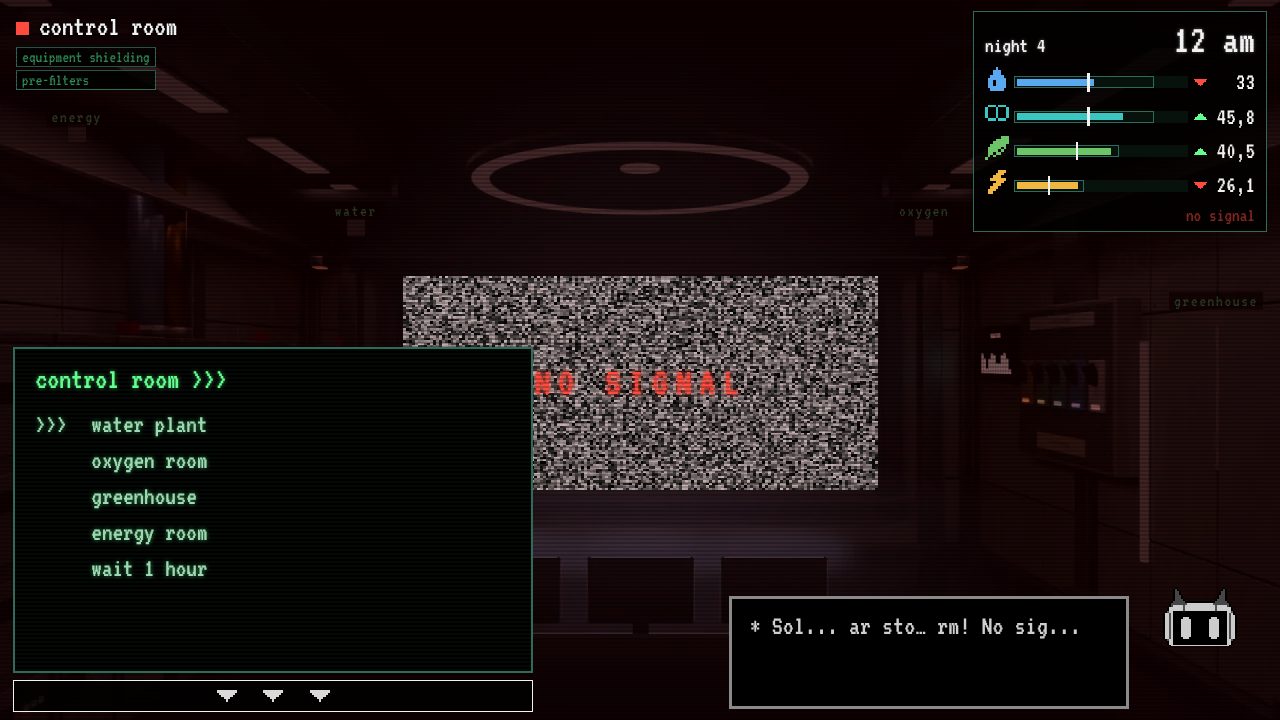 control room
equipment shielding
pre-filters
energy
water
oxygen
greenhouse
night 4
12 am
33
45,8
40,5
26,1
no signal
NO SIGNAL
control room >>>
>>> water plant
oxygen room
greenhouse
energy room
wait 1 hour
* Sol... ar sto… rm! No sig...